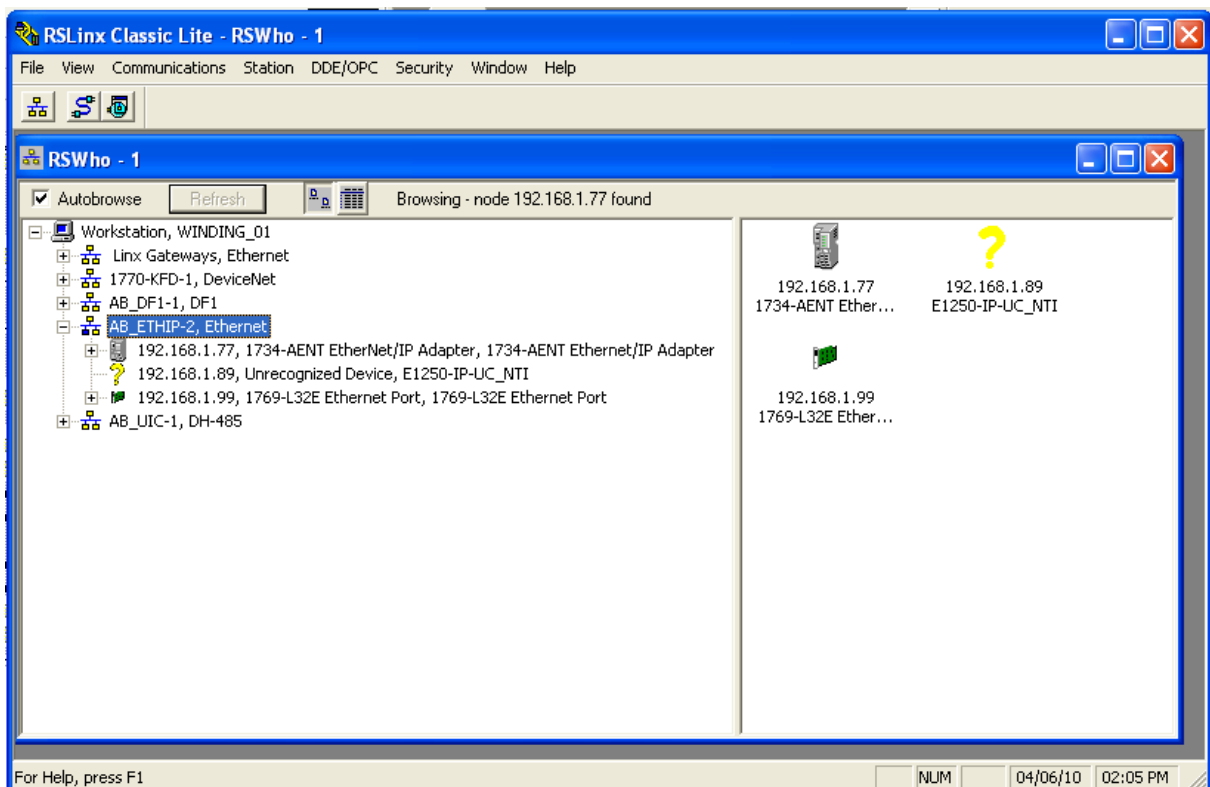 RSLinx Classic Lite - RSWho - 1
File View Communications Station DDE/OPC Security Window Help
RSWho - 1
Autobrowse Refresh Browsing - node 192.168.1.77 found
Workstation, WINDING_01
Linx Gateways, Ethernet
1770-KFD-1, DeviceNet
AB_DF1-1, DF1
AB_ETHIP-2, Ethernet
192.168.1.77, 1734-AENT EtherNet/IP Adapter, 1734-AENT Ethernet/IP Adapter
192.168.1.89, Unrecognized Device, E1250-IP-UC_NTI
192.168.1.99, 1769-L32E Ethernet Port, 1769-L32E Ethernet Port
AB_UIC-1, DH-485
192.168.1.77
1734-AENT Ether...
192.168.1.89
E1250-IP-UC_NTI
192.168.1.99
1769-L32E Ether...
For Help, press F1 NUM 04/06/10 02:05 PM